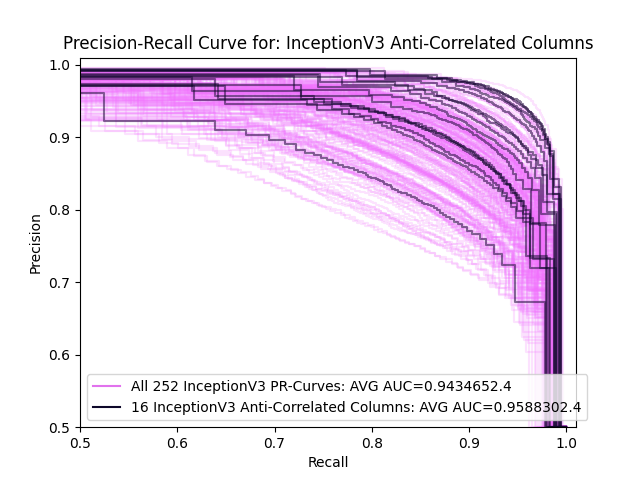 Precision-Recall Curve for: InceptionV3 Anti-Correlated Columns
1.0
0.9
0.8
0.7
0.6
0.5
Precision
All 252 InceptionV3 PR-Curves: AVG AUC=0.9434652.4
16 InceptionV3 Anti-Correlated Columns: AVG AUC=0.9588302.4
0.5 0.6 0.7 0.8 0.9 1.0
Recall